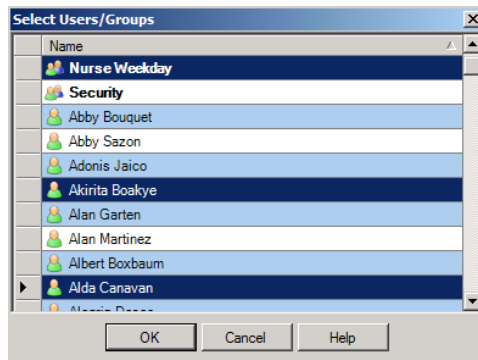 Select Users/Groups
Name
Nurse Weekday
Security
Abby Bouquet
Abby Sazon
Adonis Jaico
Akirita Boakye
Alan Garten
Alan Martinez
Albert Boxbaum
Alda Canavan
OK Cancel Help